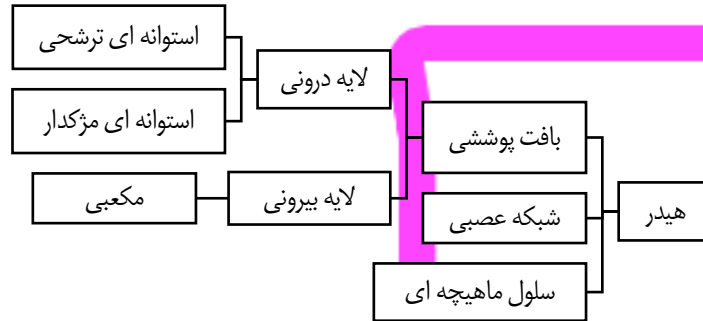 هیدر
بافت پوششی
لایه درونی
استوانه ای ترشحی
استوانه ای مژکدار
لایه بیرونی
مکعبی
شبکه عصبی
سلول ماهیچه ای